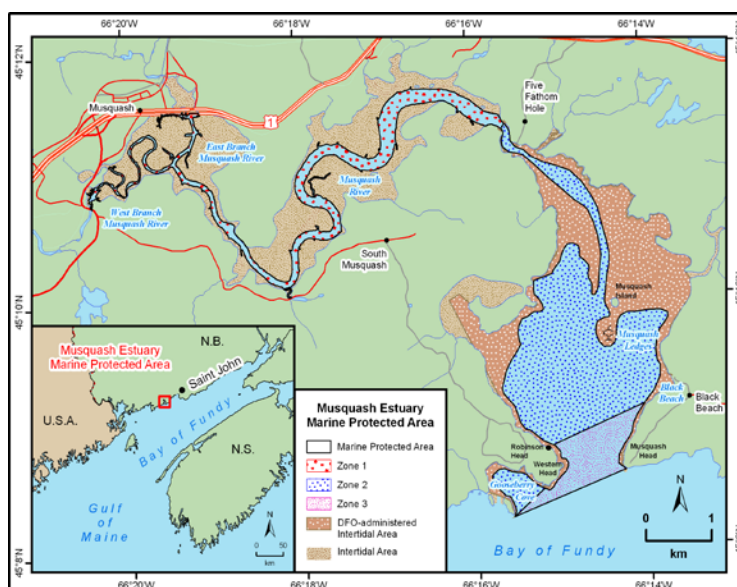 66°20'W
66°18'W
66°16'W
66°14'W
45°12'N
Musquash
1
Five
Fathom
Hole
East Branch
Musquash River
Musquash
River
West Branch
Musquash River
South
Musquash
45°10'N
Musquash
Island
Musquash
Black
Beach
Black
Beach
Robinson
Head
Western
Head
Musquash
Head
Gooseberry
Cove
N.B.
Musquash Estuary
Marine Protected Area
Saint John
U.S.A.
Bay of Fundy
N.S.
Gulf
of
Maine
N
0 50
km
Musquash Estuary
Marine Protected Area
Marine Protected Area
Zone 1
Zone 2
Zone 3
DFO-administered
Intertidal Area
Intertidal Area
N
0 1
km
Bay of Fundy
45°8'N
66°20'W
66°18'W
66°16'W
66°14'W